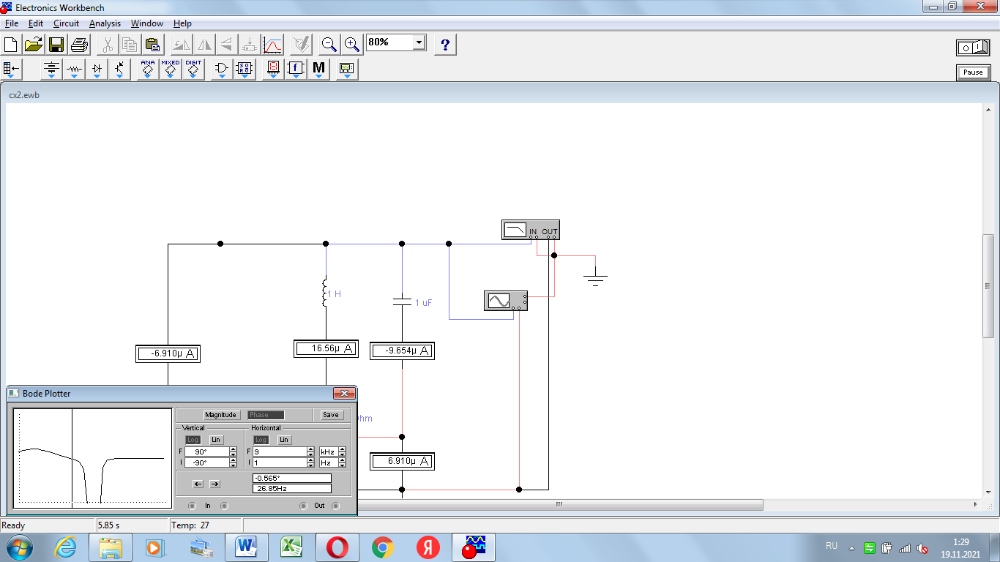 Electronics Workbench
File Edit Circuit Analysis Window Help
80%
?
ANA MIXED DIGIT
f M
Pause
cx2.ewb
IN OUT
1 H
1 uF
-6.910µ A
16.56µ A
-9.654µ A
hm
6.910µ A
Bode Plotter
Magnitude Phase Save
Vertical Horizontal
Log Lin Log Lin
F 90° F 9 kHz
I -90° I 1 Hz
-0.565°
26.85Hz
In Out
Ready 5.85 s Temp: 27
RU 1:29
19.11.2021